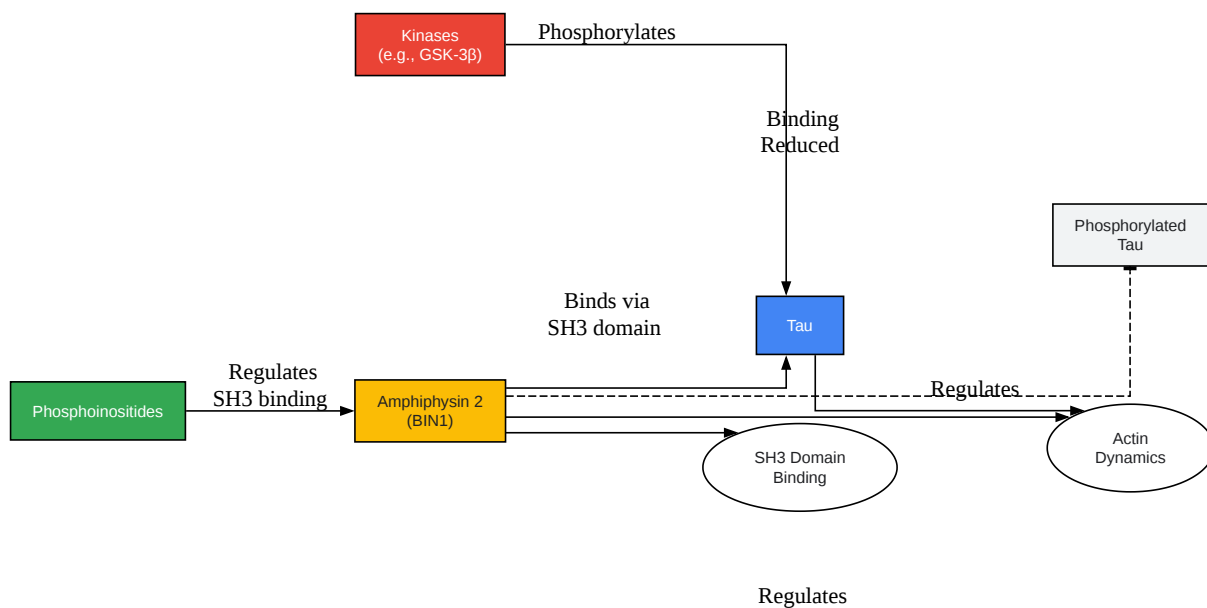 Kinases
(e.g., GSK-3β)
Phosphorylates
Binding
Reduced
Phosphorylated
Tau
Binds via
SH3 domain
Tau
Regulates
SH3 binding
Phosphoinositides
Amphiphysin 2
(BIN1)
Regulates
Actin
Dynamics
SH3 Domain
Binding
Regulates